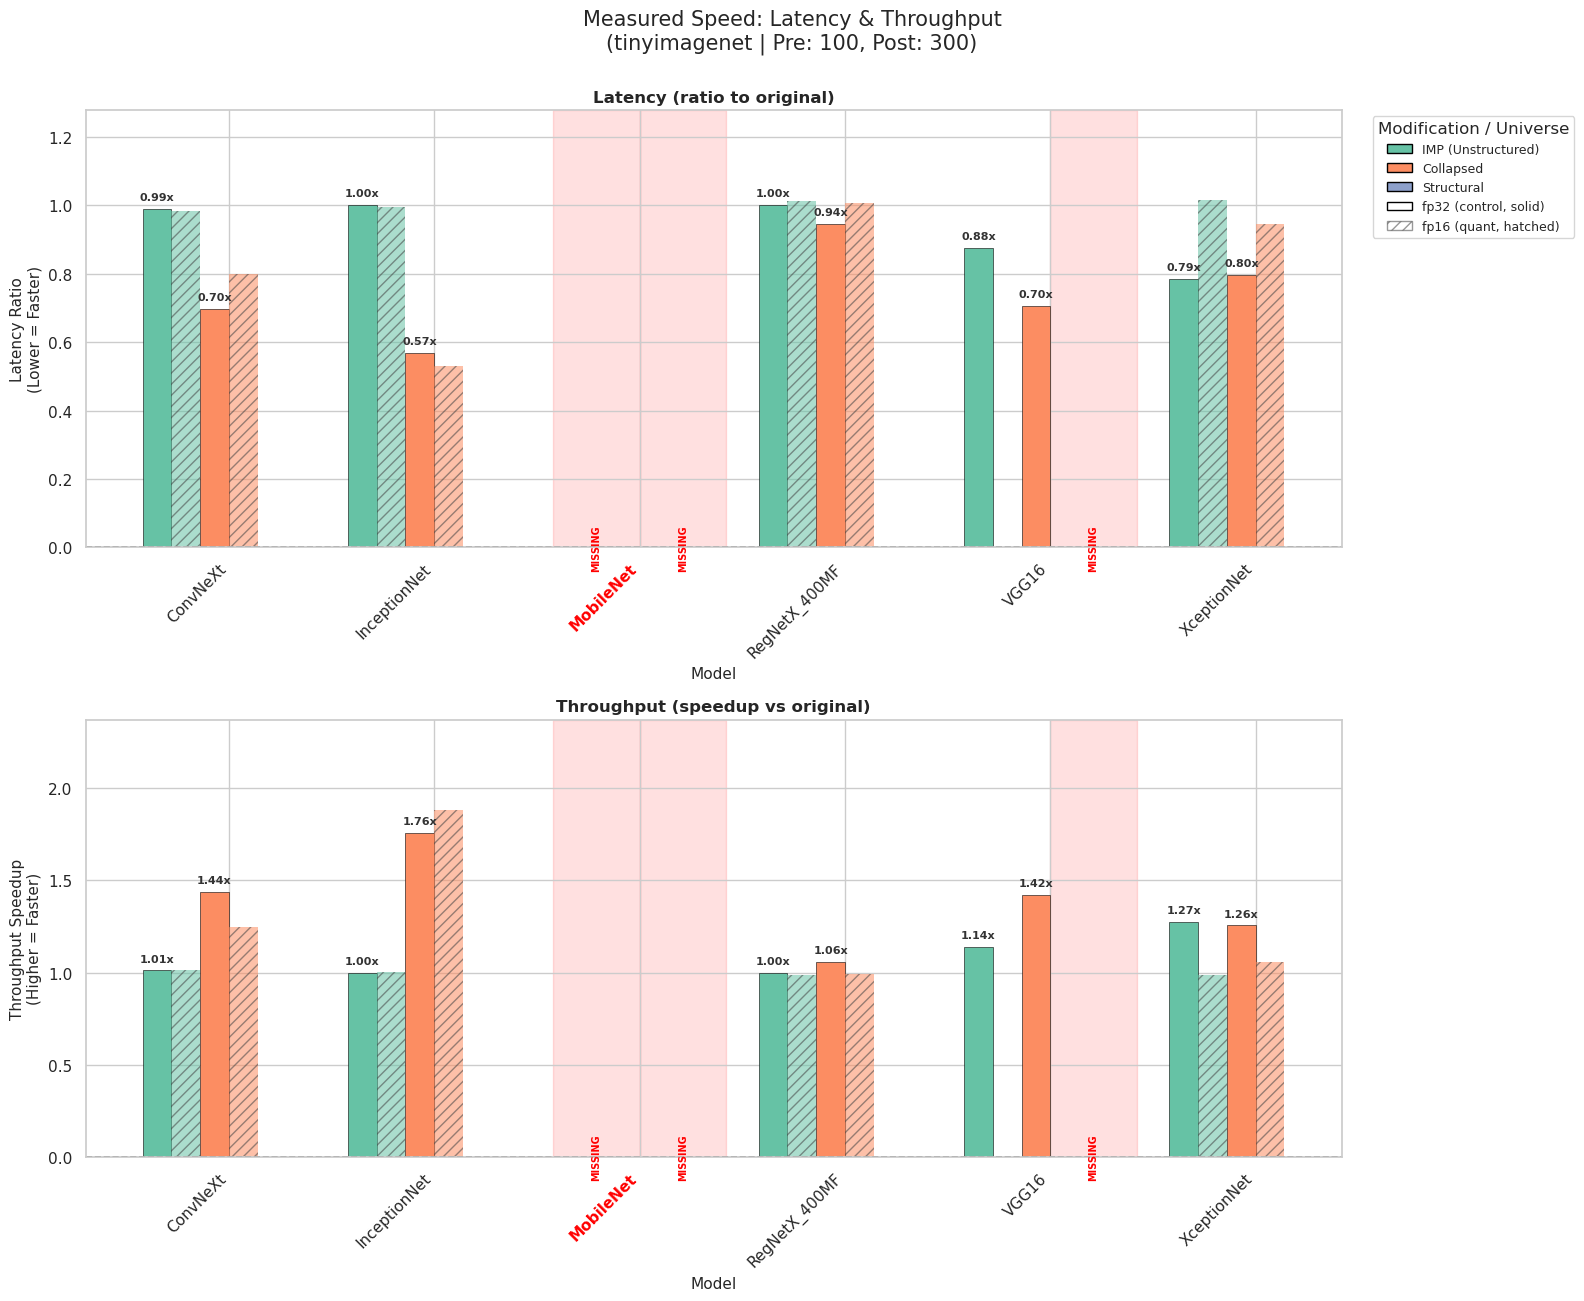 Measured Speed: Latency & Throughput
(tinyimagenet | Pre: 100, Post: 300)
Latency (ratio to original)
Latency Ratio
(Lower = Faster)
1.2
1.0
0.8
0.6
0.4
0.2
0.0
0.99x
0.70x
1.00x
0.57x
MISSING
MISSING
1.00x
0.94x
0.88x
0.70x
MISSING
0.79x
0.80x
ConvNeXt
InceptionNet
MobileNet
RegNetX_400MF
VGG16
XceptionNet
Model
Modification / Universe
IMP (Unstructured)
Collapsed
Structural
fp32 (control, solid)
fp16 (quant, hatched)
Throughput (speedup vs original)
Throughput Speedup
(Higher = Faster)
2.0
1.5
1.0
0.5
0.0
1.01x
1.44x
1.00x
1.76x
MISSING
MISSING
1.00x
1.06x
1.14x
1.42x
MISSING
1.27x
1.26x
ConvNeXt
InceptionNet
MobileNet
RegNetX_400MF
VGG16
XceptionNet
Model